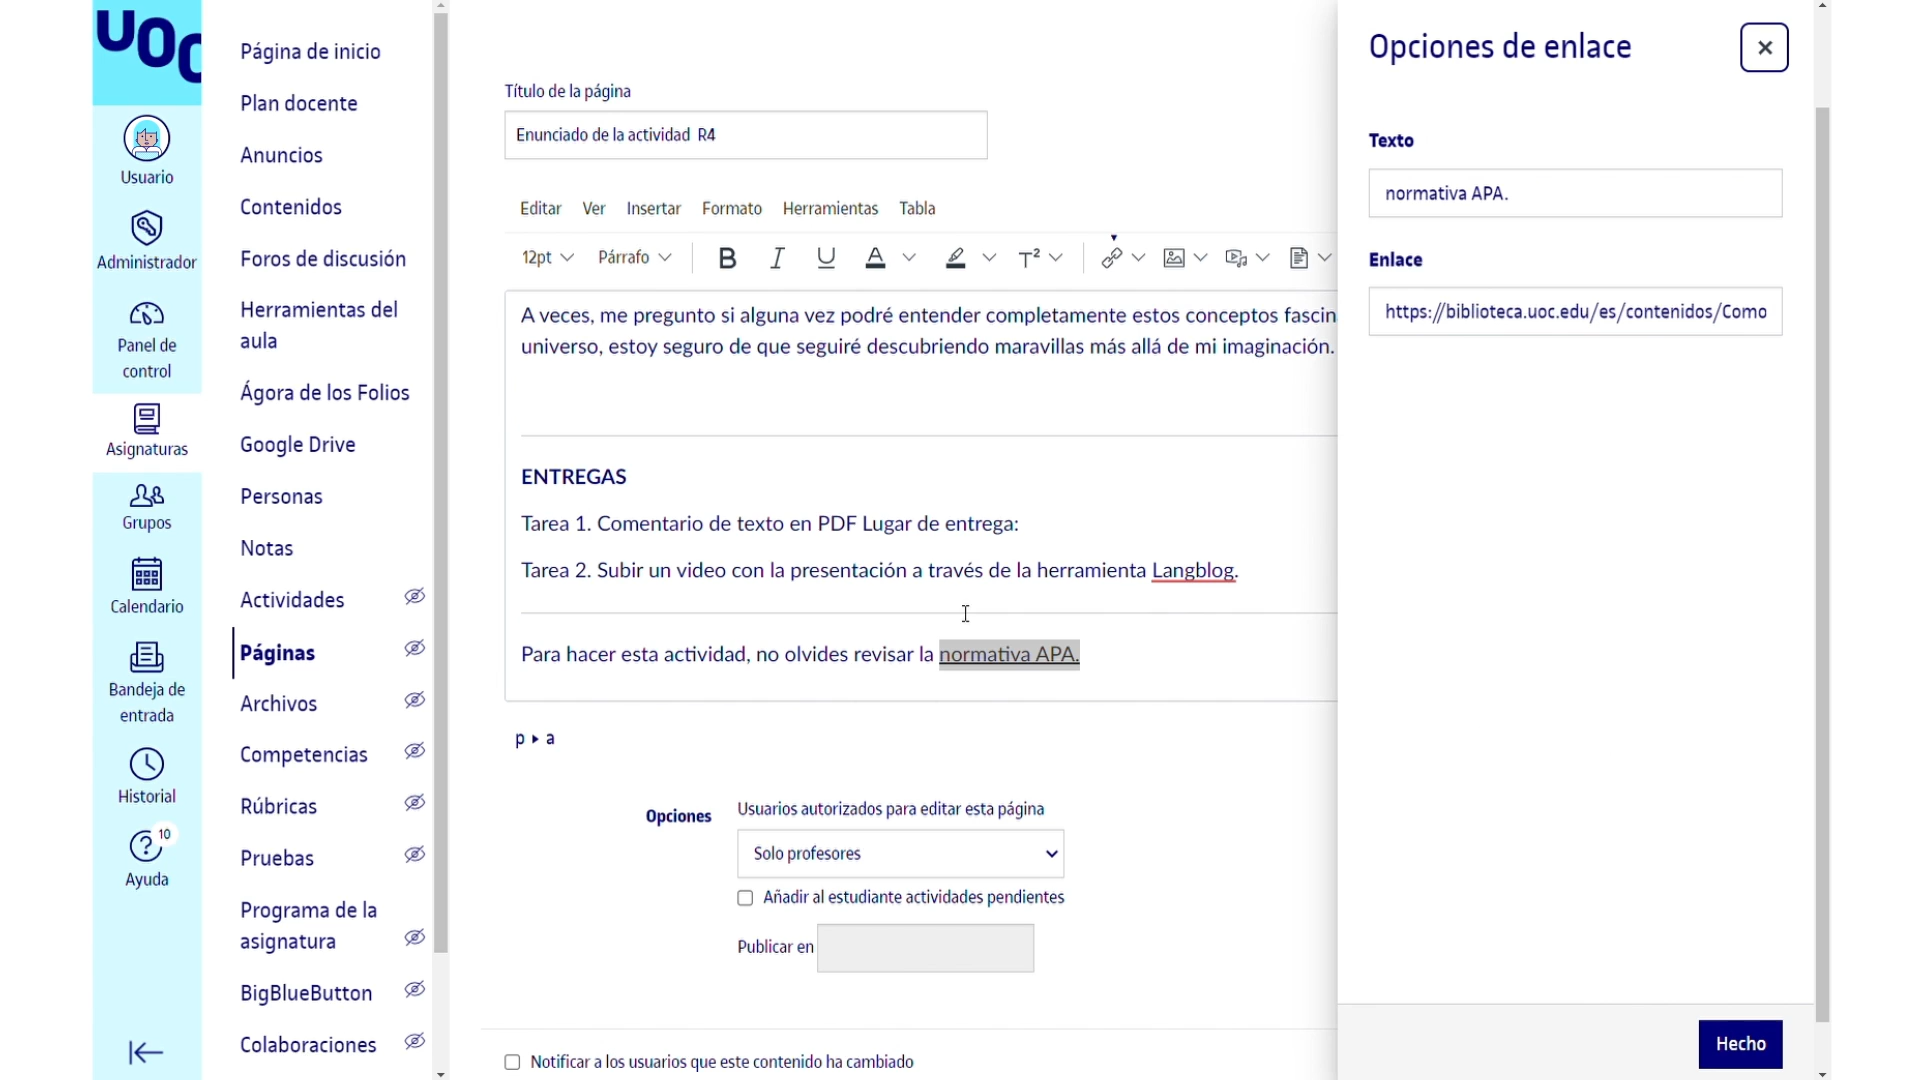 UOC
Usuario
Administrador
Panel de
control
Asignaturas
Grupos
Calendario
Bandeja de
entrada
Historial
10
Ayuda
Página de inicio
Plan docente
Anuncios
Contenidos
Foros de discusión
Herramientas del
aula
Ágora de los Folios
Google Drive
Personas
Notas
Actividades
Páginas
Archivos
Competencias
Rúbricas
Pruebas
Programa de la
asignatura
BigBlueButton
Colaboraciones
Título de la página
Enunciado de la actividad R4
Editar Ver Insertar Formato Herramientas Tabla
12pt Párrafo B I U A T²
A veces, me pregunto si alguna vez podré entender completamente estos conceptos fascin
universo, estoy seguro de que seguiré descubriendo maravillas más allá de mi imaginación.
ENTREGAS
Tarea 1. Comentario de texto en PDF Lugar de entrega:
Tarea 2. Subir un video con la presentación a través de la herramienta Langblog.
Para hacer esta actividad, no olvides revisar la normativa APA.
p ▸ a
Opciones
Usuarios autorizados para editar esta página
Solo profesores
Añadir al estudiante actividades pendientes
Publicar en
Notificar a los usuarios que este contenido ha cambiado
Opciones de enlace
Texto
normativa APA.
Enlace
https://biblioteca.uoc.edu/es/contenidos/Como
Hecho